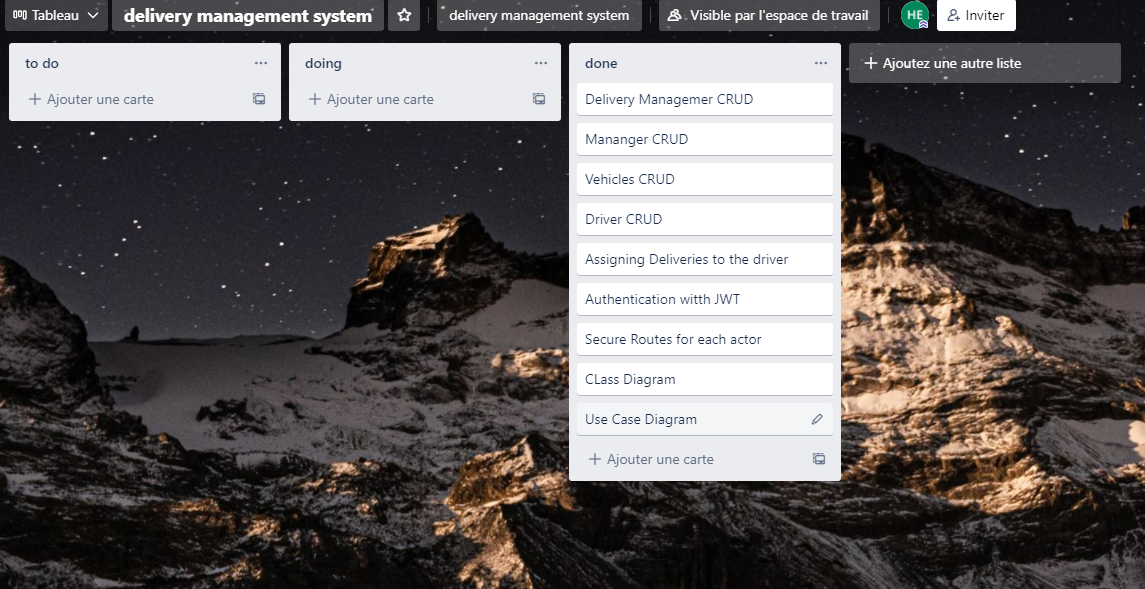 Tableau
delivery management system
delivery management system
Visible par l'espace de travail
HE
Inviter
to do
Ajouter une carte
doing
Ajouter une carte
done
Delivery Managemer CRUD
Mananger CRUD
Vehicles CRUD
Driver CRUD
Assigning Deliveries to the driver
Authentication witth JWT
Secure Routes for each actor
CLass Diagram
Use Case Diagram
Ajouter une carte
Ajoutez une autre liste